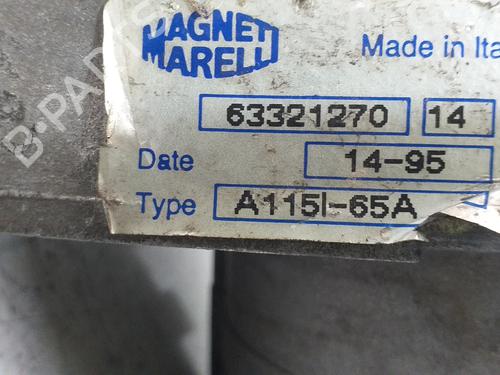 MAGNETI
MARELLI
Made in Ita
63321270 14
Date 14-95
Type A115I-65A